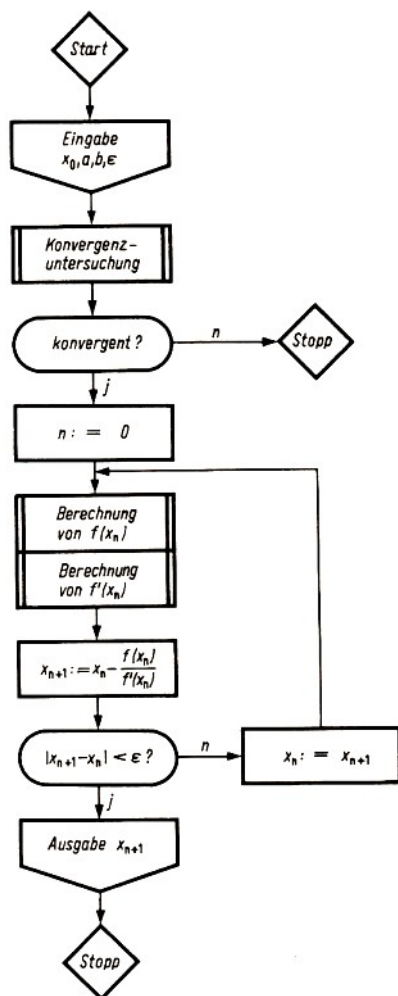 Start
Eingabe
x₀, a, b, ε
Konvergenz-
untersuchung
konvergent?
n
Stopp
j
n := 0
Berechnung
von f(xₙ)
Berechnung
von f'(xₙ)
xₙ₊₁ := xₙ - f(xₙ)/f'(xₙ)
|xₙ₊₁ - xₙ| < ε ?
n
xₙ := xₙ₊₁
j
Ausgabe xₙ₊₁
Stopp